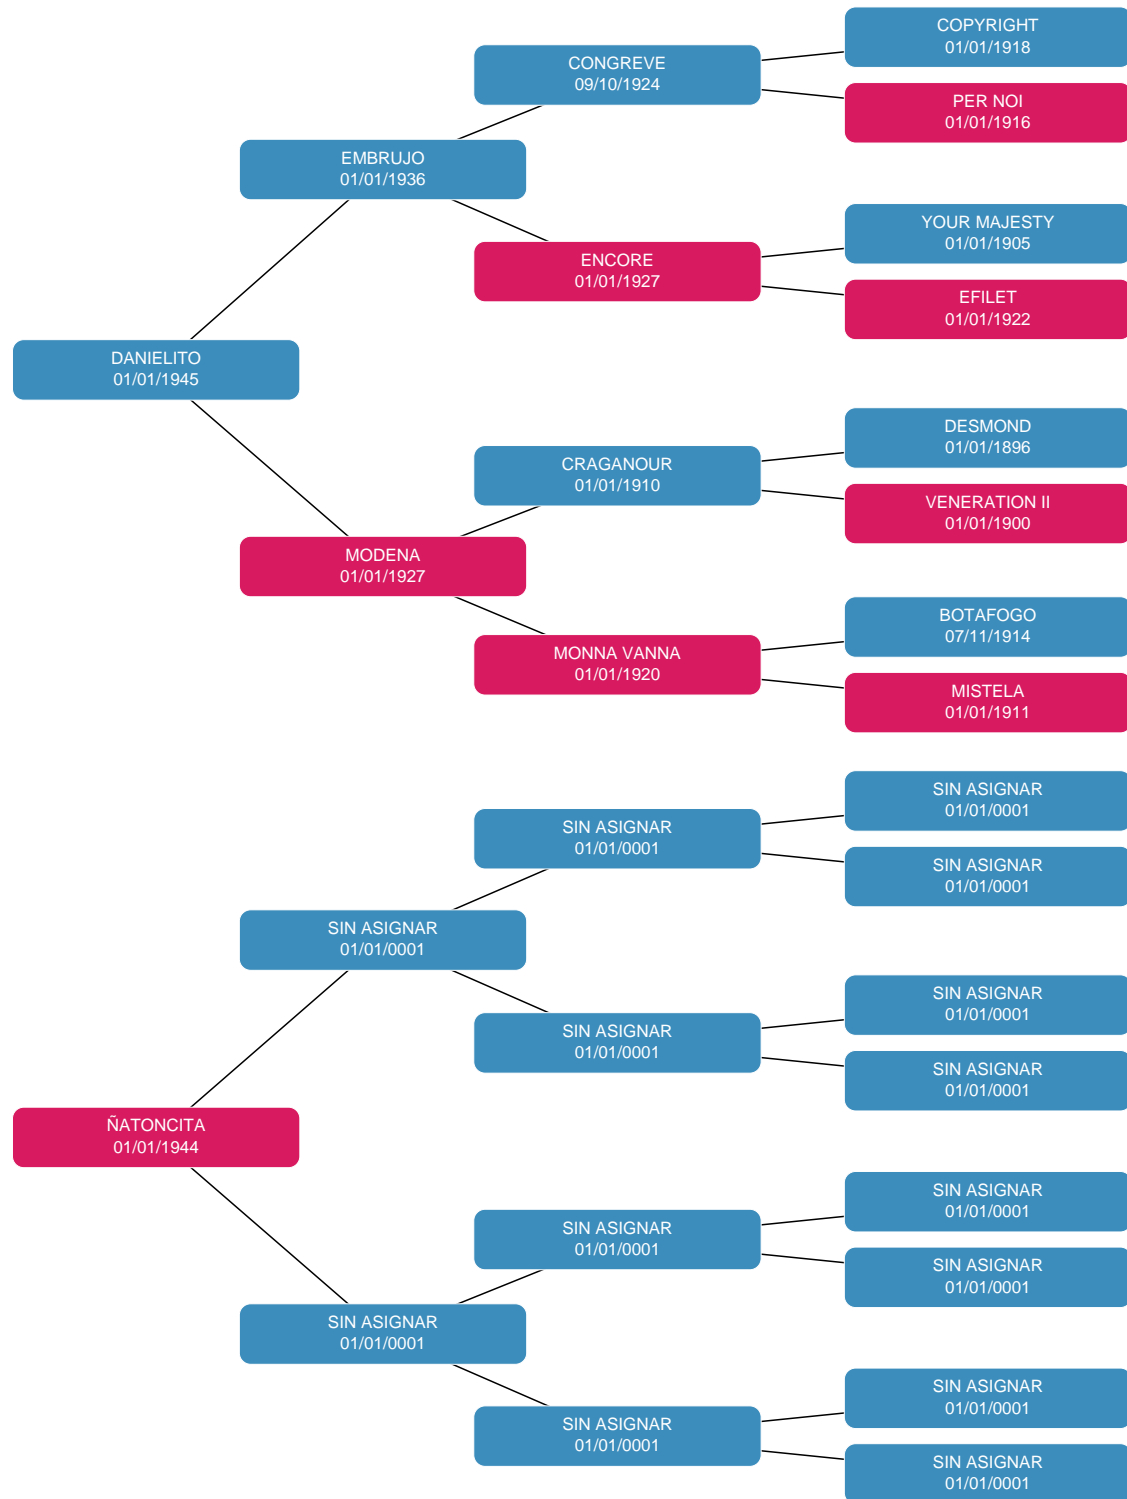 COPYRIGHT
01/01/1918
CONGREVE
09/10/1924
PER NOI
01/01/1916
EMBRUJO
01/01/1936
YOUR MAJESTY
01/01/1905
ENCORE
01/01/1927
EFILET
01/01/1922
DANIELITO
01/01/1945
DESMOND
01/01/1896
CRAGANOUR
01/01/1910
VENERATION II
01/01/1900
MODENA
01/01/1927
BOTAFOGO
07/11/1914
MONNA VANNA
01/01/1920
MISTELA
01/01/1911
SIN ASIGNAR
01/01/0001
SIN ASIGNAR
01/01/0001
SIN ASIGNAR
01/01/0001
SIN ASIGNAR
01/01/0001
SIN ASIGNAR
01/01/0001
SIN ASIGNAR
01/01/0001
SIN ASIGNAR
01/01/0001
ÑATONCITA
01/01/1944
SIN ASIGNAR
01/01/0001
SIN ASIGNAR
01/01/0001
SIN ASIGNAR
01/01/0001
SIN ASIGNAR
01/01/0001
SIN ASIGNAR
01/01/0001
SIN ASIGNAR
01/01/0001
SIN ASIGNAR
01/01/0001